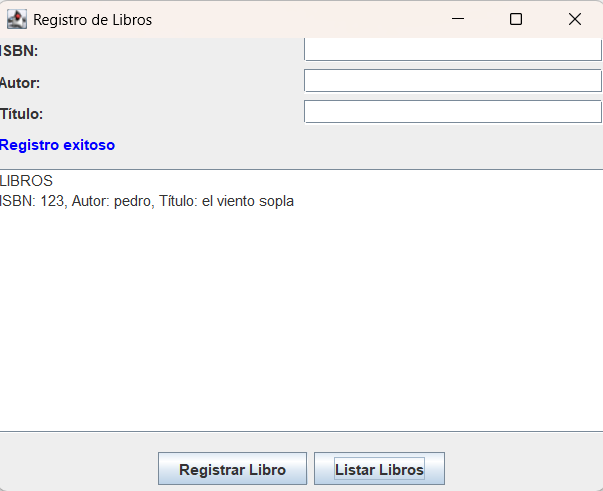 Registro de Libros
ISBN:
Autor:
Título:
Registro exitoso
LIBROS
ISBN: 123, Autor: pedro, Título: el viento sopla
Registrar Libro
Listar Libros